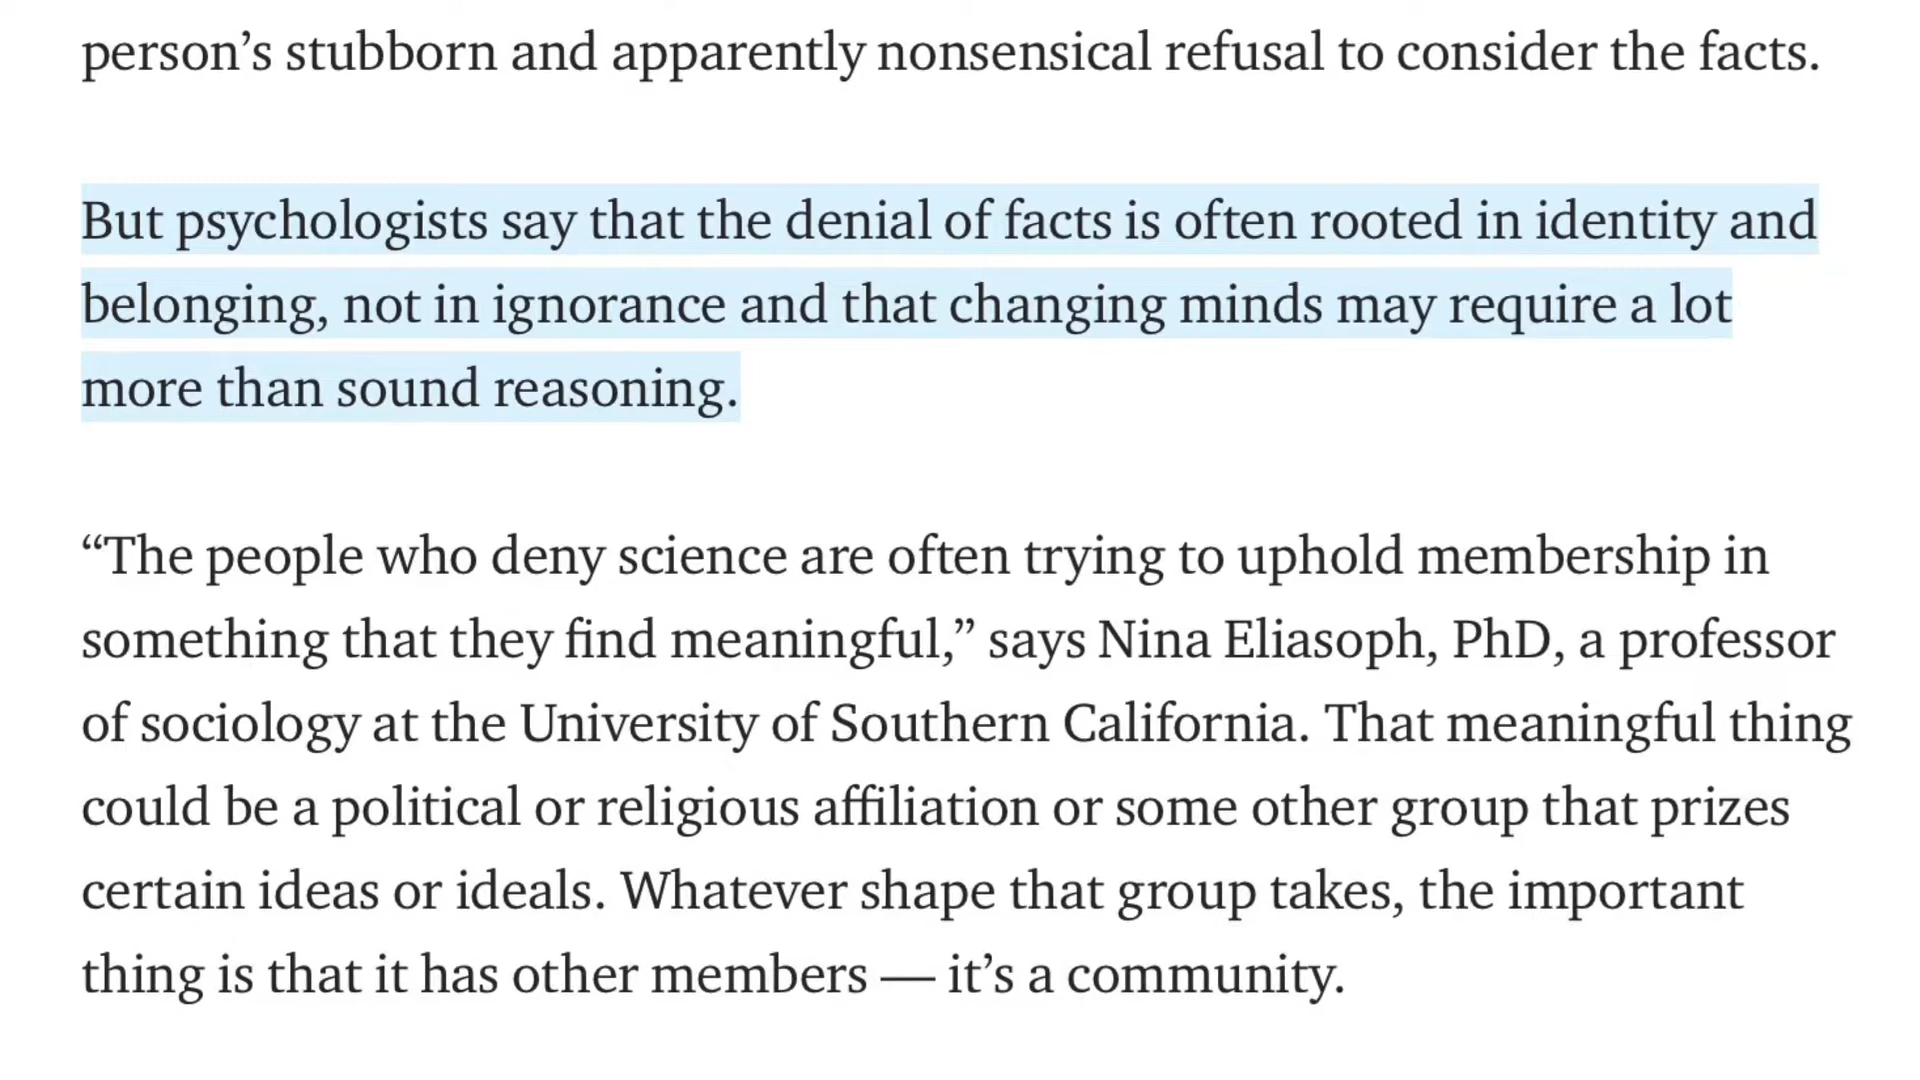 person’s stubborn and apparently nonsensical refusal to consider the facts.
But psychologists say that the denial of facts is often rooted in identity and
belonging, not in ignorance and that changing minds may require a lot
more than sound reasoning.
“The people who deny science are often trying to uphold membership in
something that they find meaningful,” says Nina Eliasoph, PhD, a professor
of sociology at the University of Southern California. That meaningful thing
could be a political or religious affiliation or some other group that prizes
certain ideas or ideals. Whatever shape that group takes, the important
thing is that it has other members — it’s a community.